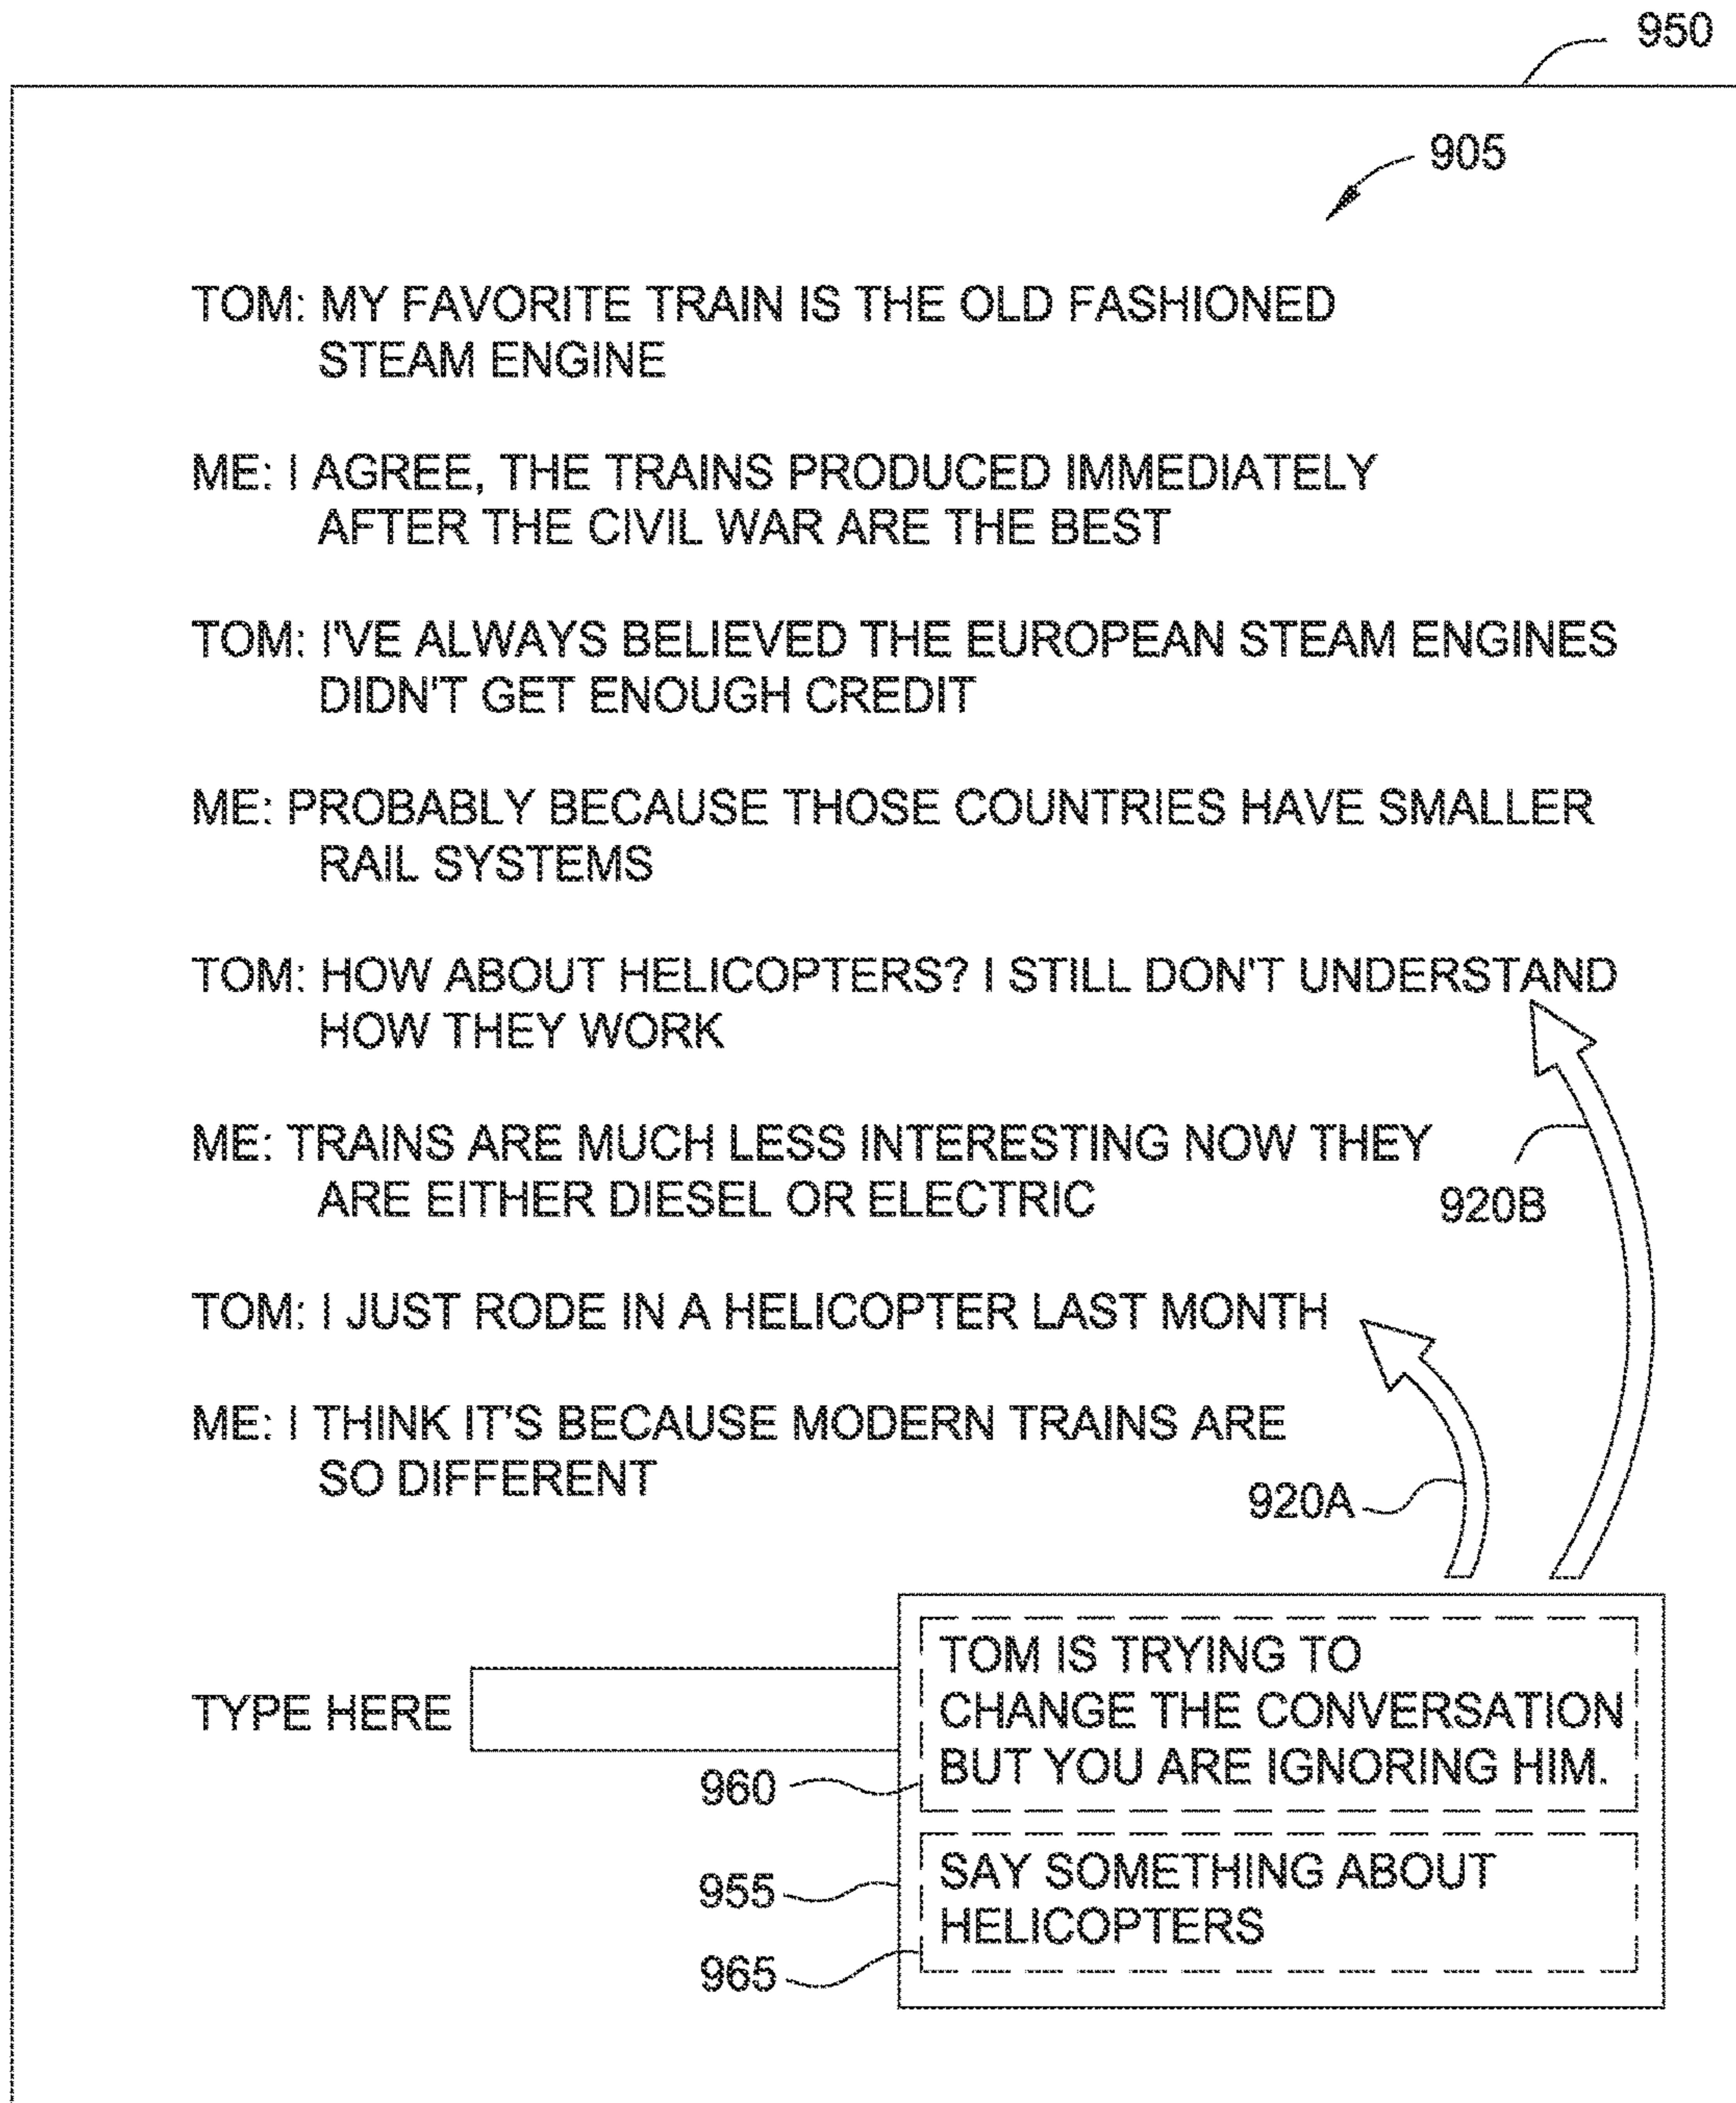 950
905
TOM: MY FAVORITE TRAIN IS THE OLD FASHIONED
STEAM ENGINE
ME: I AGREE, THE TRAINS PRODUCED IMMEDIATELY
AFTER THE CIVIL WAR ARE THE BEST
TOM: I'VE ALWAYS BELIEVED THE EUROPEAN STEAM ENGINES
DIDN'T GET ENOUGH CREDIT
ME: PROBABLY BECAUSE THOSE COUNTRIES HAVE SMALLER
RAIL SYSTEMS
TOM: HOW ABOUT HELICOPTERS? I STILL DON'T UNDERSTAND
HOW THEY WORK
ME: TRAINS ARE MUCH LESS INTERESTING NOW THEY
ARE EITHER DIESEL OR ELECTRIC
920B
TOM: I JUST RODE IN A HELICOPTER LAST MONTH
ME: I THINK IT'S BECAUSE MODERN TRAINS ARE
SO DIFFERENT
920A
TYPE HERE
TOM IS TRYING TO
CHANGE THE CONVERSATION
BUT YOU ARE IGNORING HIM.
960
SAY SOMETHING ABOUT
HELICOPTERS
955
965